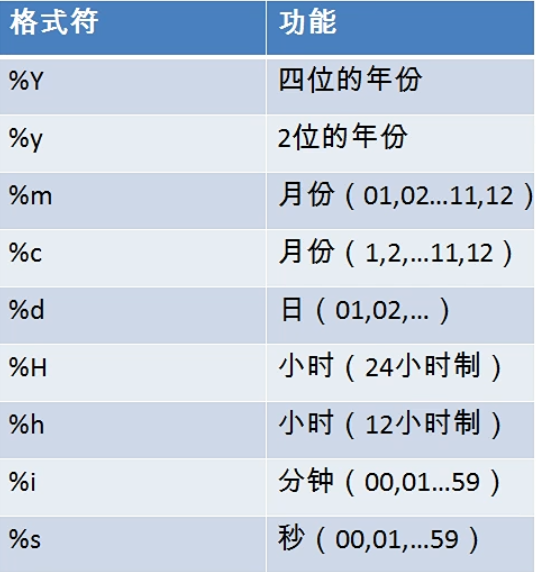 格式符 功能
%Y 四位的年份
%y 2位的年份
%m 月份（01,02…11,12）
%c 月份（1,2,…11,12）
%d 日（01,02,…）
%H 小时（24小时制）
%h 小时（12小时制）
%i 分钟（00,01…59）
%s 秒（00,01,…59）